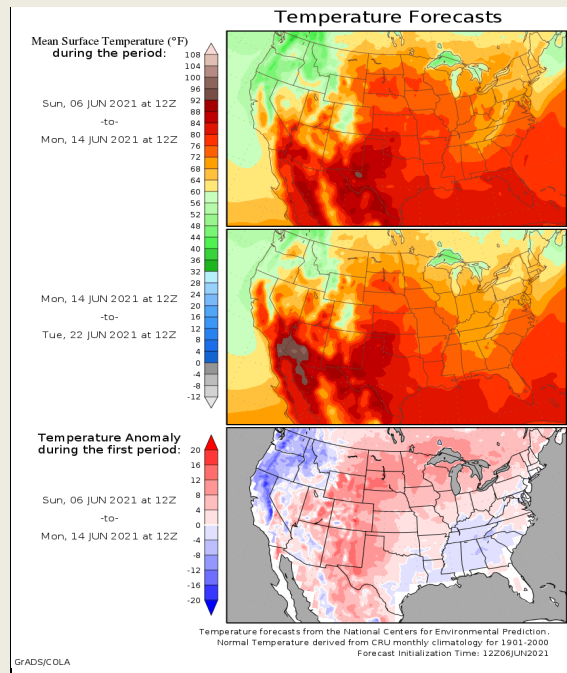 Temperature Forecasts
Mean Surface Temperature (°F)
during the period:
Sun, 06 JUN 2021 at 12Z
-to-
Mon, 14 JUN 2021 at 12Z
108
104
100
96
92
88
84
80
76
72
68
64
60
56
52
48
44
40
36
32
28
24
20
16
12
8
4
0
-4
-8
-12
Mon, 14 JUN 2021 at 12Z
-to-
Tue, 22 JUN 2021 at 12Z
Temperature Anomaly
during the first period:
Sun, 06 JUN 2021 at 12Z
-to-
Mon, 14 JUN 2021 at 12Z
20
16
12
8
4
0
-4
-8
-12
-16
-20
Temperature forecasts from the National Centers for Environmental Prediction.
Normal Temperature derived from CRU monthly climatology for 1901-2000
Forecast Initialization Time: 12Z06JUN2021
GrADS/COLA